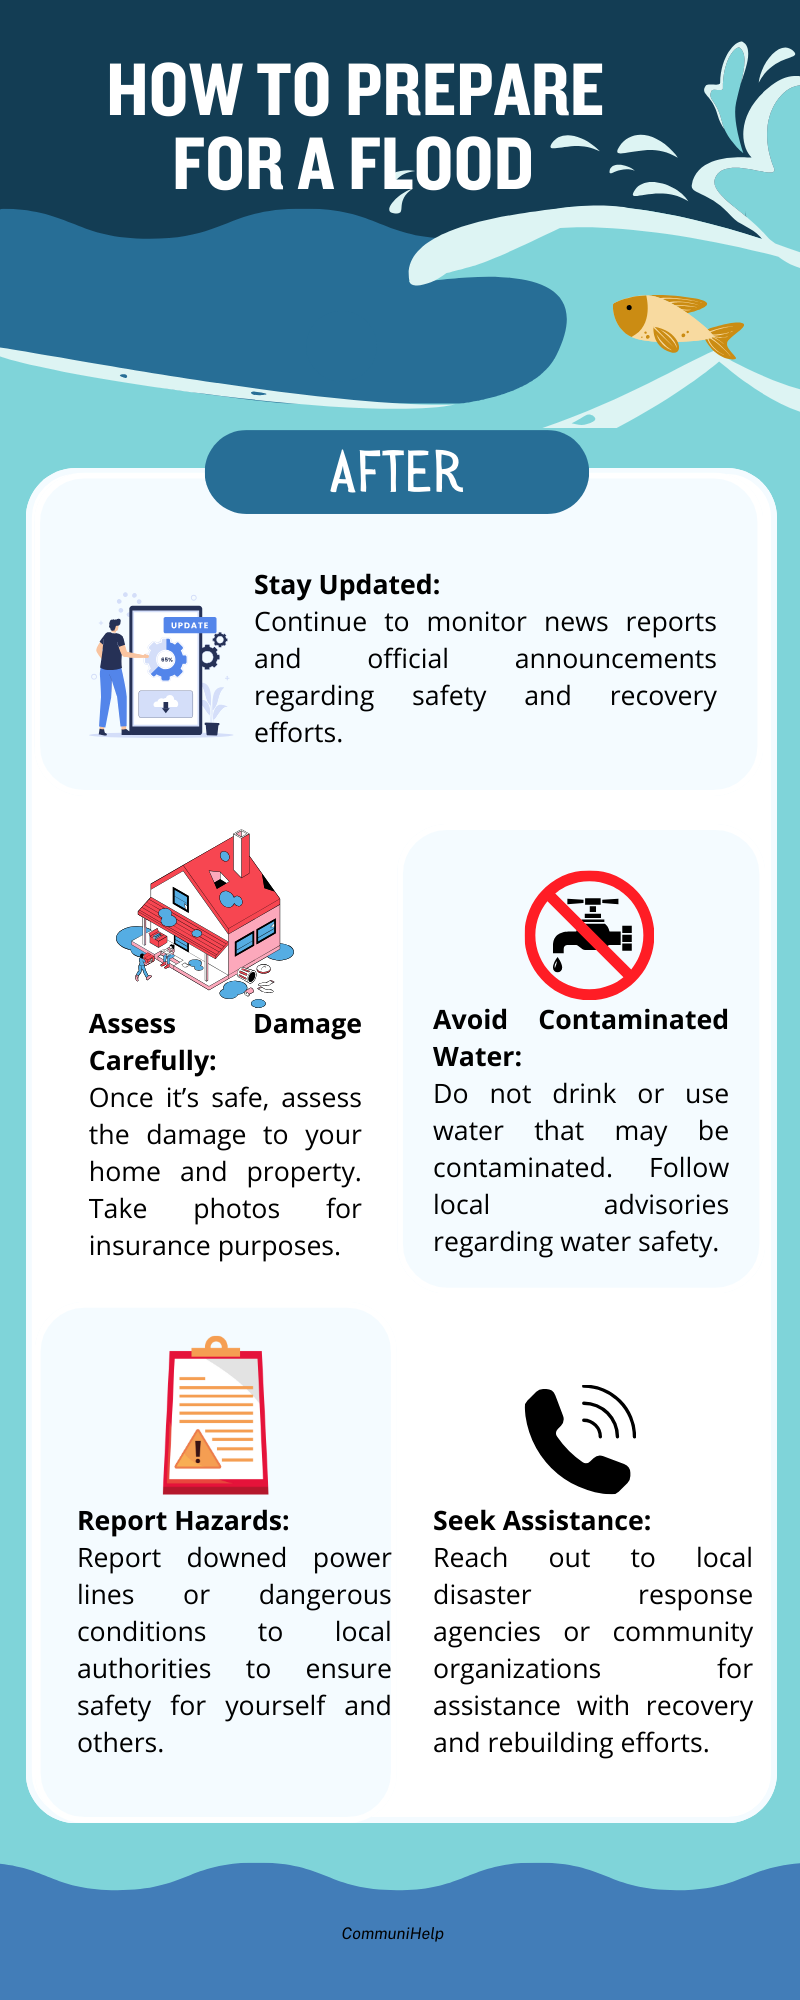 HOW TO PREPARE
FOR A FLOOD
AFTER
UPDATE
65%
Stay Updated:
Continue to monitor news reports
and official announcements
regarding safety and recovery
efforts.
Assess Damage
Carefully:
Once it’s safe, assess
the damage to your
home and property.
Take photos for
insurance purposes.
Avoid Contaminated
Water:
Do not drink or use
water that may be
contaminated. Follow
local advisories
regarding water safety.
Report Hazards:
Report downed power
lines or dangerous
conditions to local
authorities to ensure
safety for yourself and
others.
Seek Assistance:
Reach out to local
disaster response
agencies or community
organizations for
assistance with recovery
and rebuilding efforts.
CommuniHelp